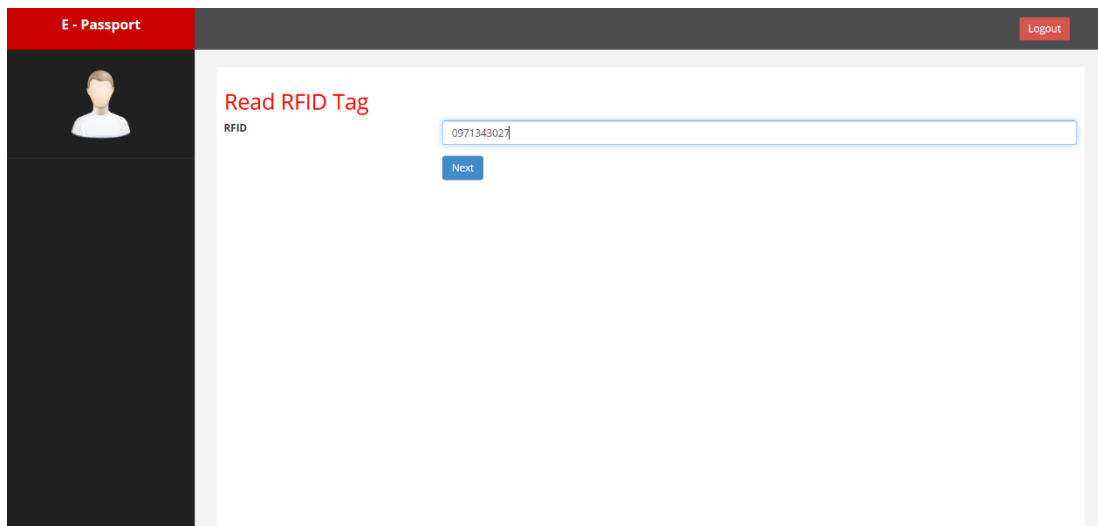 E - Passport
Logout
Read RFID Tag
RFID
0971343027
Next